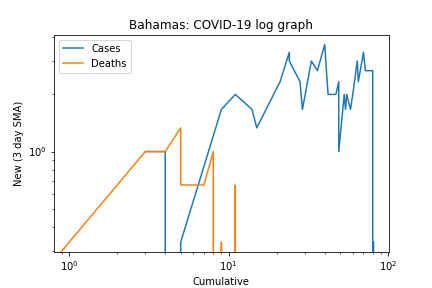 Bahamas: COVID-19 log graph
Cases
Deaths
New (3 day SMA)
10⁰
10⁰ 10¹ 10²
Cumulative